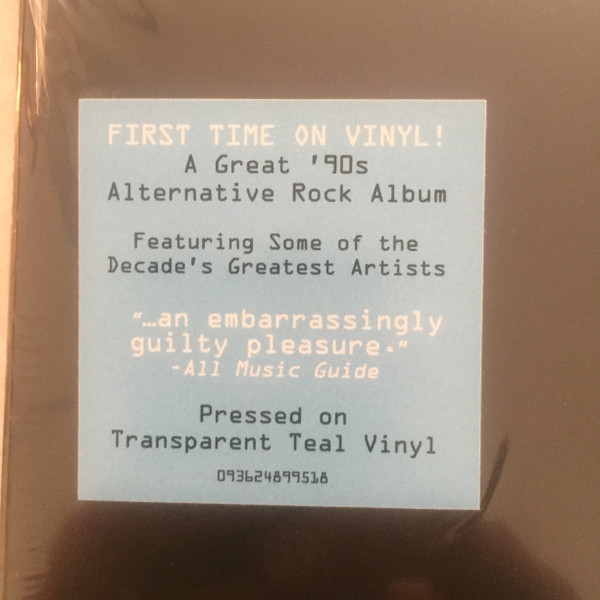 FIRST TIME ON VINYL!
A Great '90s
Alternative Rock Album
Featuring Some of the
Decade's Greatest Artists
"…an embarrassingly
guilty pleasure."
-All Music Guide
Pressed on
Transparent Teal Vinyl
093624899518